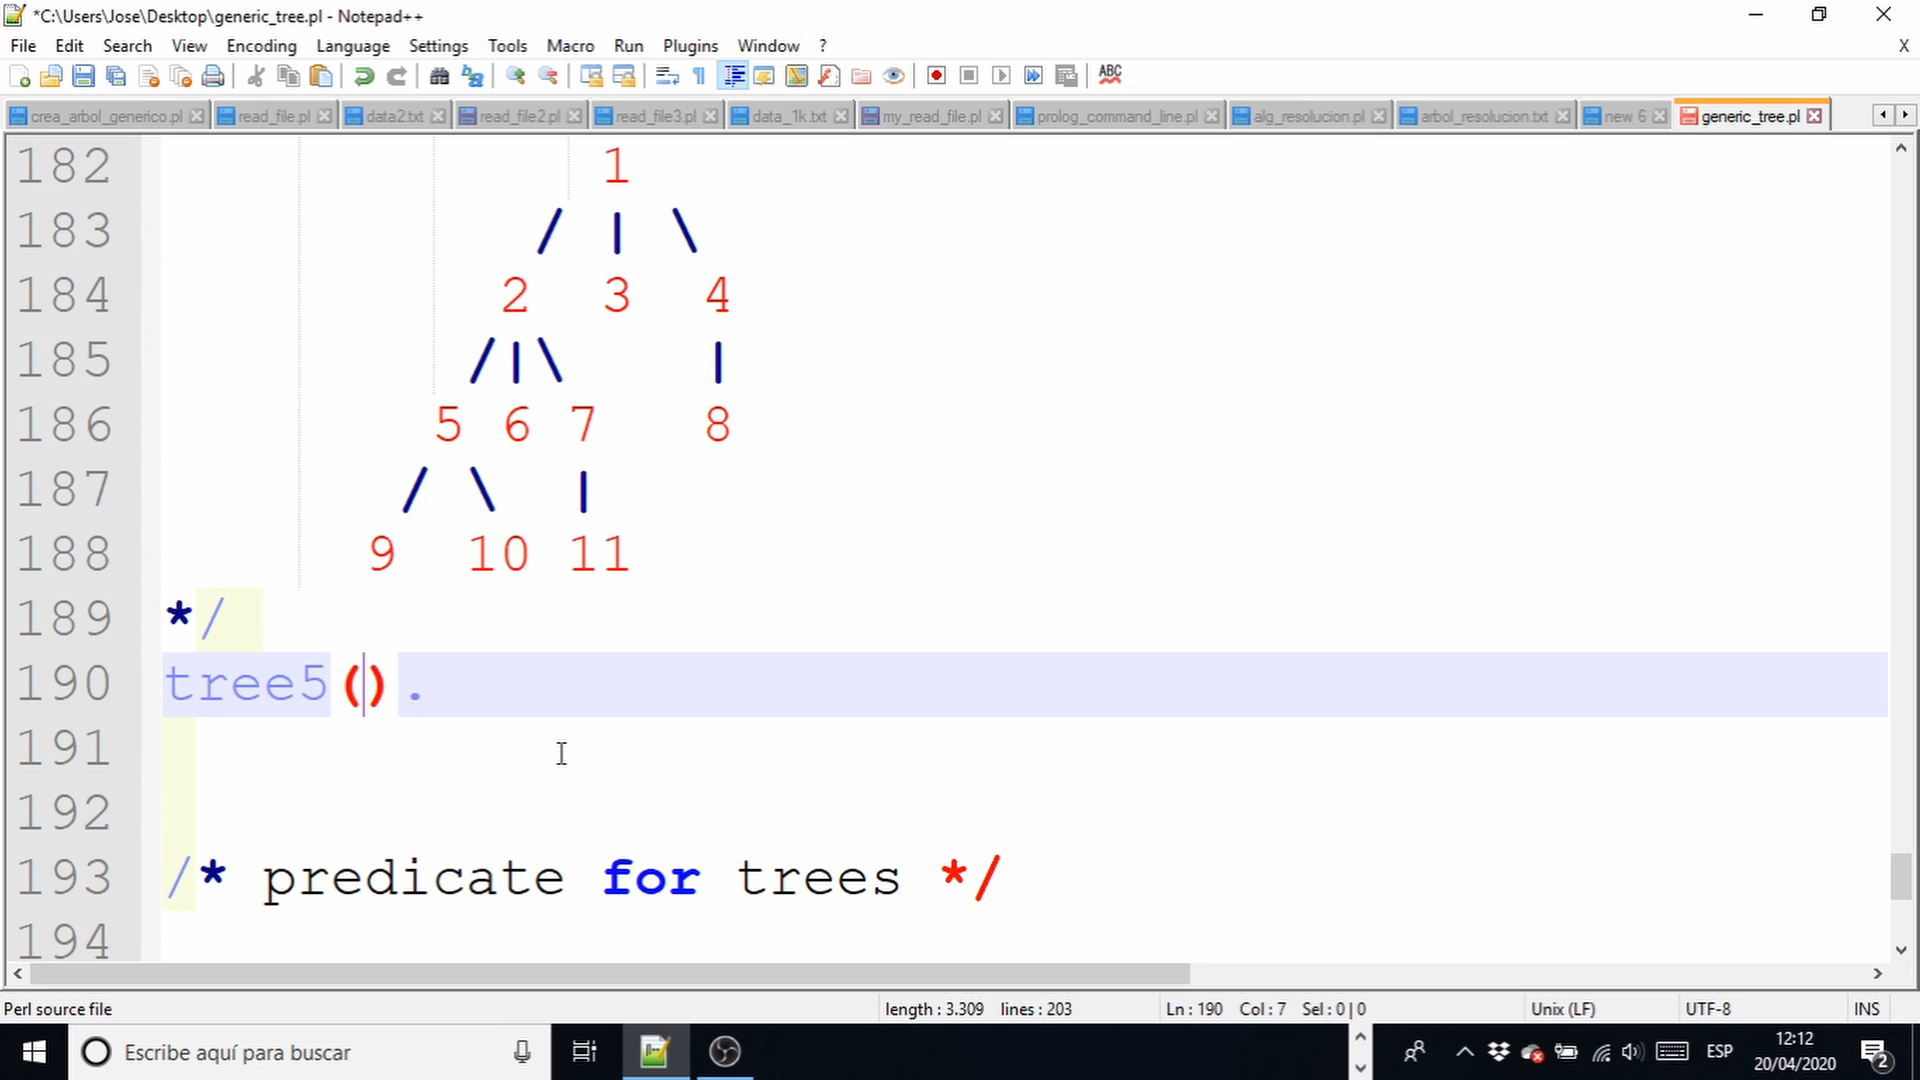 *C:\Users\Jose\Desktop\generic_tree.pl - Notepad++
File Edit Search View Encoding Language Settings Tools Macro Run Plugins Window ? X
ABC
crea_arbol_generico.pl read_file.pl data2.txt read_file2.pl read_file3.pl data_1k.txt my_read_file.pl prolog_command_line.pl alg_resolucion.pl arbol_resolucion.txt new 6 generic_tree.pl
182 1
183 / | \
184 2 3 4
185 /|\ |
186 5 6 7 8
187 / \ |
188 9 10 11
189 */
190 tree5().
191
192
193 /* predicate for trees */
194
Perl source file length : 3.309 lines : 203 Ln : 190 Col : 7 Sel : 0 | 0 Unix (LF) UTF-8 INS
Escribe aquí para buscar ESP 12:12
20/04/2020 2